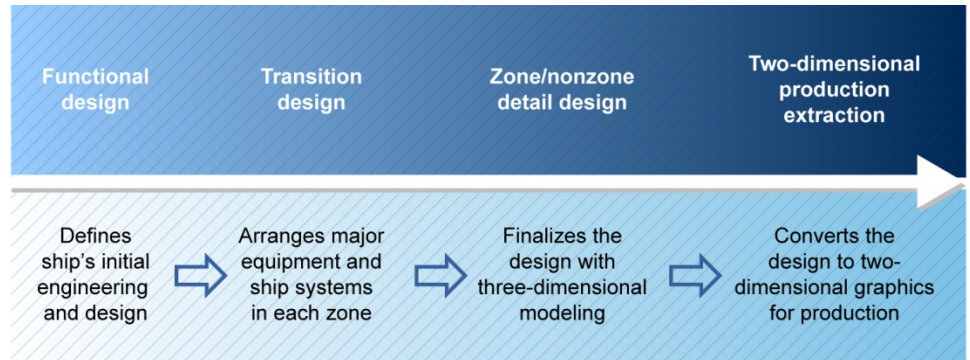 Functional
design
Transition
design
Zone/nonzone
detail design
Two-dimensional
production
extraction
Defines
ship's initial
engineering
and design
Arranges major
equipment and
ship systems
in each zone
Finalizes the
design with
three-dimensional
modeling
Converts the
design to two-
dimensional graphics
for production